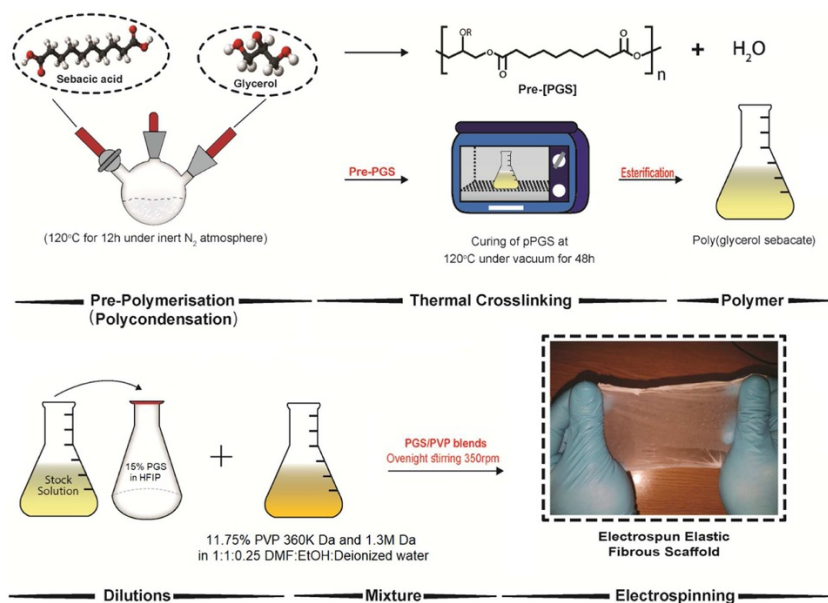 Sebacic acid
Glycerol
OR
O
O
O
O
n
Pre-[PGS]
+
H₂O
(120°C for 12h under inert N₂ atmosphere)
Pre-PGS
Curing of pPGS at
120°C under vacuum for 48h
Esterification
Poly(glycerol sebacate)
Pre-Polymerisation
(Polycondensation)
Thermal Crosslinking
Polymer
Stock
Solution
15% PGS
in HFIP
+
11.75% PVP 360K Da and 1.3M Da
in 1:1:0.25 DMF:EtOH:Deionized water
PGS/PVP blends
Overnight stirring 350rpm
Electrospun Elastic
Fibrous Scaffold
Dilutions
Mixture
Electrospinning